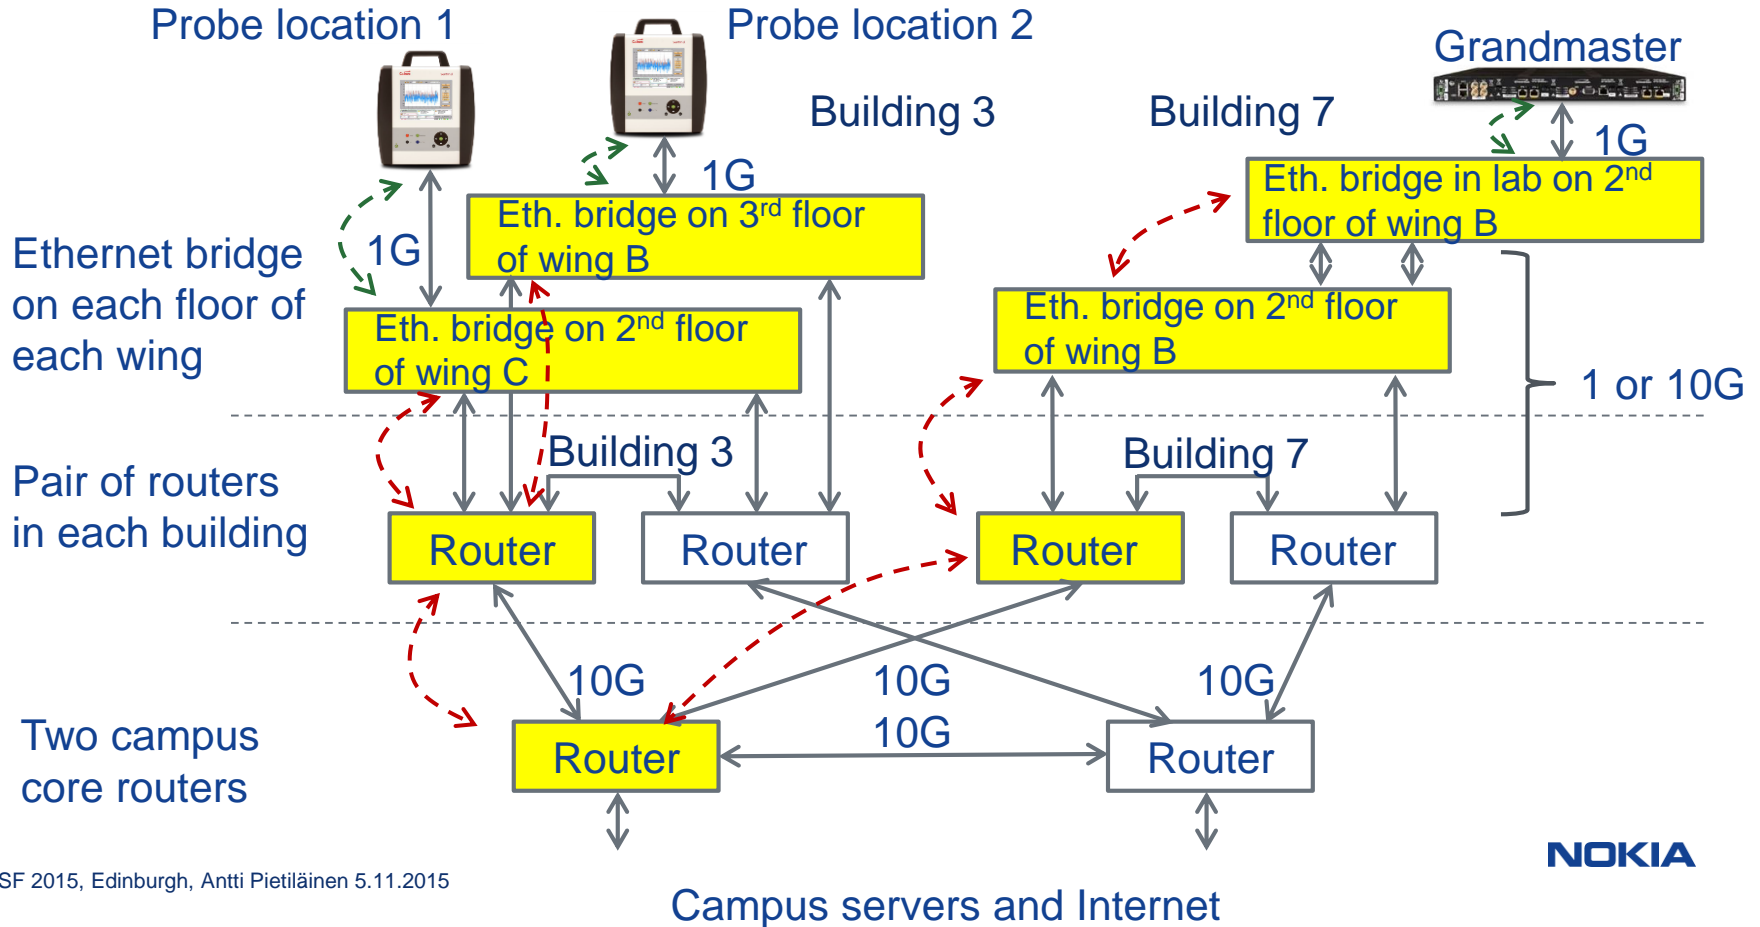 Probe location 1
Probe location 2
Grandmaster
Building 3
Building 7
1G
1G
Eth. bridge in lab on 2nd
floor of wing B
Eth. bridge on 3rd floor
of wing B
Ethernet bridge
on each floor of
each wing
1G
Eth. bridge on 2nd floor
of wing C
Eth. bridge on 2nd floor
of wing B
1 or 10G
Building 3
Building 7
Pair of routers
in each building
Router
Router
Router
Router
10G
10G
10G
10G
Two campus
core routers
Router
Router
NOKIA
SF 2015, Edinburgh, Antti Pietiläinen 5.11.2015
Campus servers and Internet